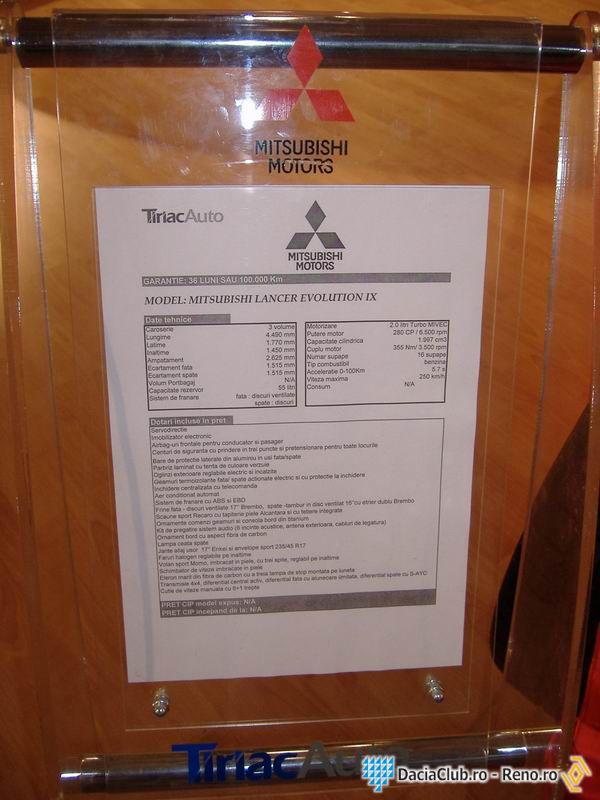 MITSUBISHI
MOTORS
TiriacAuto
MITSUBISHI
MOTORS
GARANTIE: 36 LUNI SAU 100.000 Km
MODEL: MITSUBISHI LANCER EVOLUTION IX
Date tehnice
Caroserie 3 volume
Lungime 4.490 mm
Latime 1.770 mm
Inaltime 1.450 mm
Ampatament 2.625 mm
Ecartament fata 1.515 mm
Ecartament spate 1.515 mm
Volum Portbagaj N/A
Capacitate rezervor 55 litri
Sistem de franare fata : discuri ventilate
spate : discuri
Motorizare 2.0 litri Turbo MIVEC
Putere motor 280 CP / 6.500 rpm
Capacitate cilindrica 1.997 cm3
Cuplu motor 355 Nm/ 3.500 rpm
Numar supape 16 supape
Tip combustibil benzina
Acceleratie 0-100Km 5.7 s
Viteza maxima 250 km/h
Consum N/A
Dotari incluse in pret
Servodirectie
Imobilizator electronic
Airbag-uri frontale pentru conducator si pasager
Centuri de siguranta cu prindere in trei puncte si pretensionare pentru toate locurile
Bare de protectie laterale din aluminiu in usi fata/spate
Parbriz laminat cu tenta de culoare verzuie
Oglinzi exterioare reglabile electric si incalzite
Geamuri termoizolante fata/ spate actionate electric si cu protectie la inchidere
Inchidere centralizata cu telecomanda
Aer conditionat automat
Sistem de franare cu ABS si EBD
Frine fata - discuri ventilate 17" Brembo, spate -tambur in disc ventilat 16"cu etrier dublu Brembo
Scaune sport Recaro cu tapiterie piele Alcantara si cu tetiere integrate
Ornamente comenzi geamuri si consola bord din titanium
Kit de pregatire sistem audio (6 incinte acustice, antena exterioara, cabluri de legatura)
Ornament bord cu aspect fibra de carbon
Lampa ceata spate
Jante aliaj usor 17" Enkei si anvelope sport 235/45 R17
Faruri halogen reglabile pe inaltime
Volan sport Momo, imbracat in piele, cu trei spite, reglabil pe inaltime
Schimbator de viteze imbracate in piele
Eleron marit din fibra de carbon cu a treia lampa de stop montata pe luneta
Transmisie 4x4, diferential central activ, diferential fata cu alunecare limitata, diferential spate cu S-AYC
Cutie de viteze manuala cu 6+1 trepte
PRET CIP model expus: N/A
PRET CIP incepand de la: N/A
TiriacAuto
DaciaClub.ro - Reno.ro